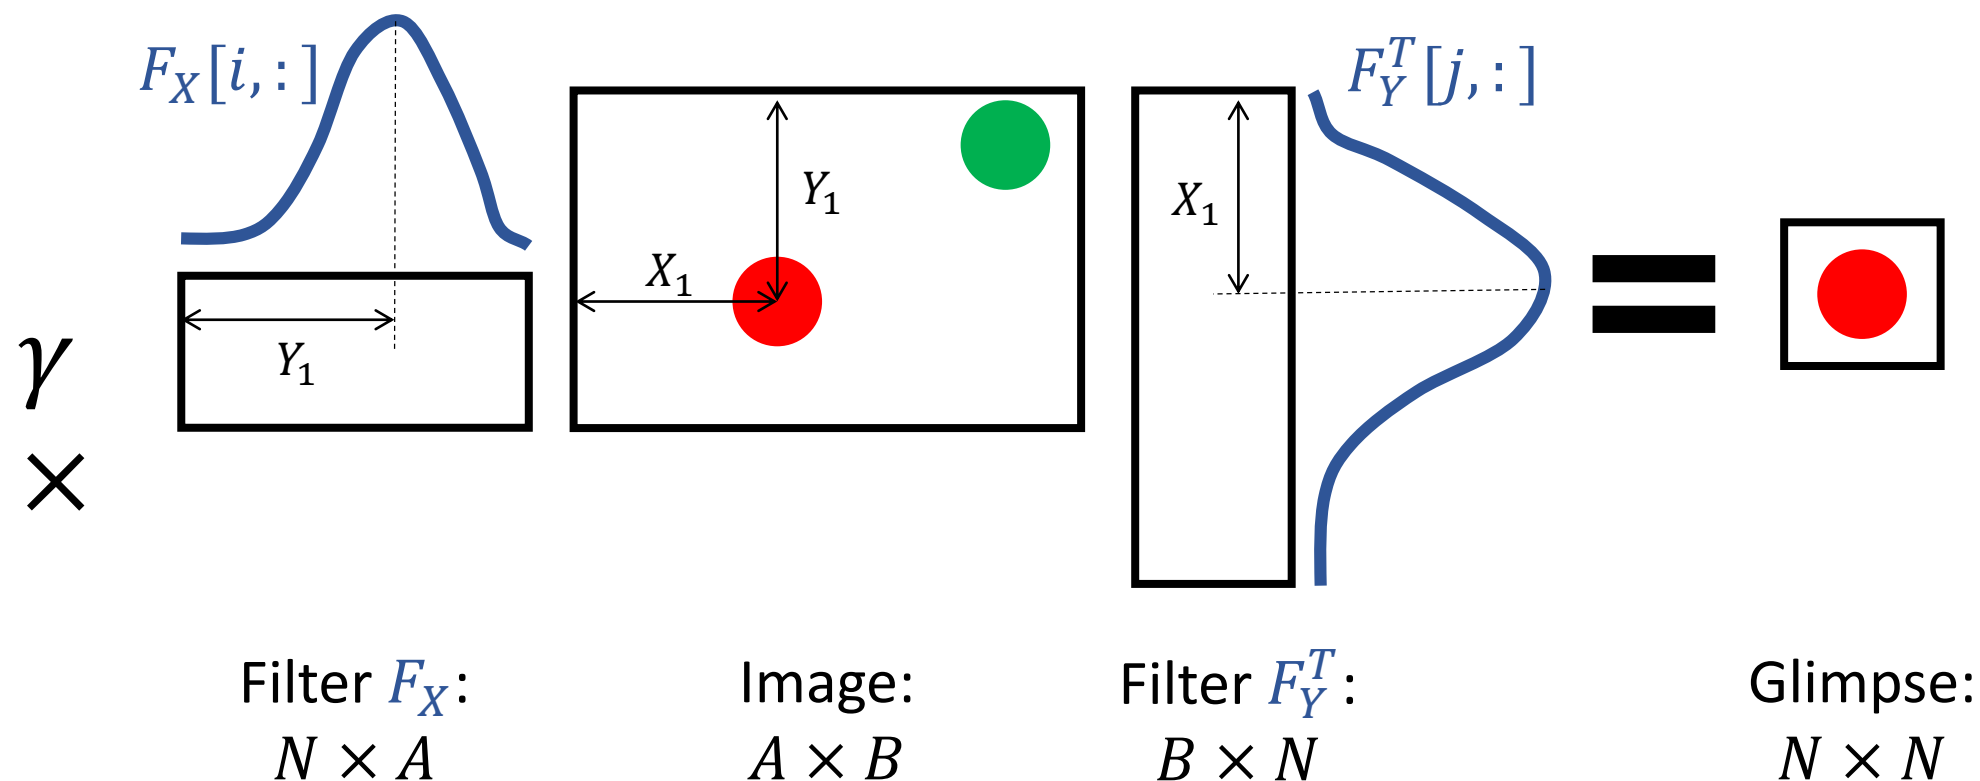 F_X[i,:]
F_Y^T[j,:]
Y_1
X_1
X_1
Y_1
γ
×
Filter F_X:
N × A
Image:
A × B
Filter F_Y^T:
B × N
Glimpse:
N × N